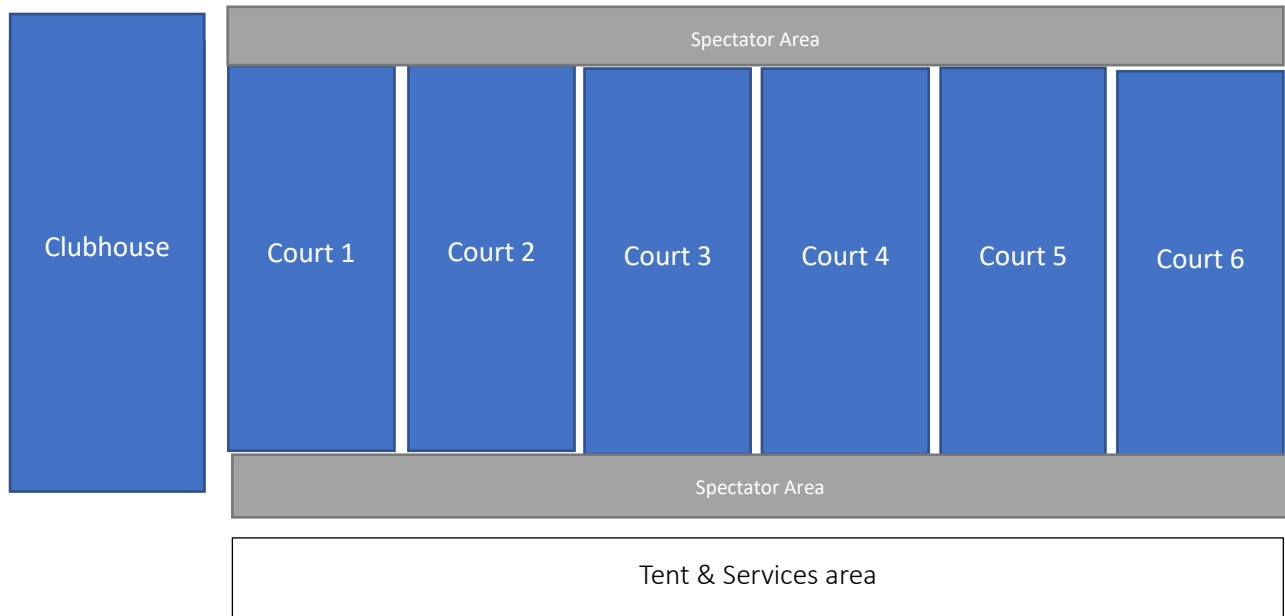 Spectator Area
Clubhouse
Court 1
Court 2
Court 3
Court 4
Court 5
Court 6
Spectator Area
Tent & Services area